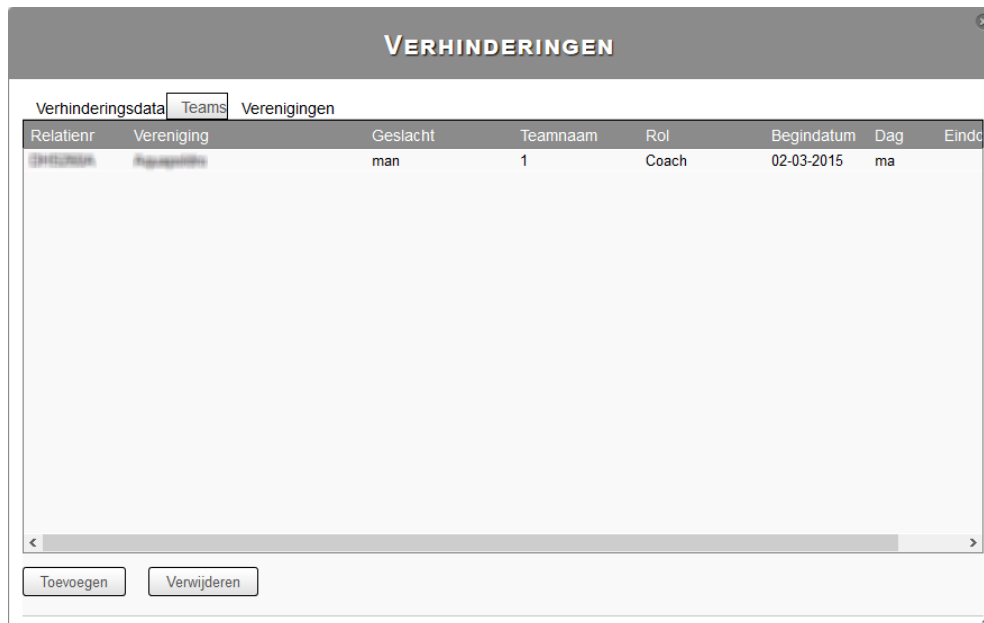 VERHINDERINGEN
Verhinderingsdata Teams Verenigingen
Relatienr Vereniging Geslacht Teamnaam Rol Begindatum Dag Eindd
man 1 Coach 02-03-2015 ma
Toevoegen Verwijderen